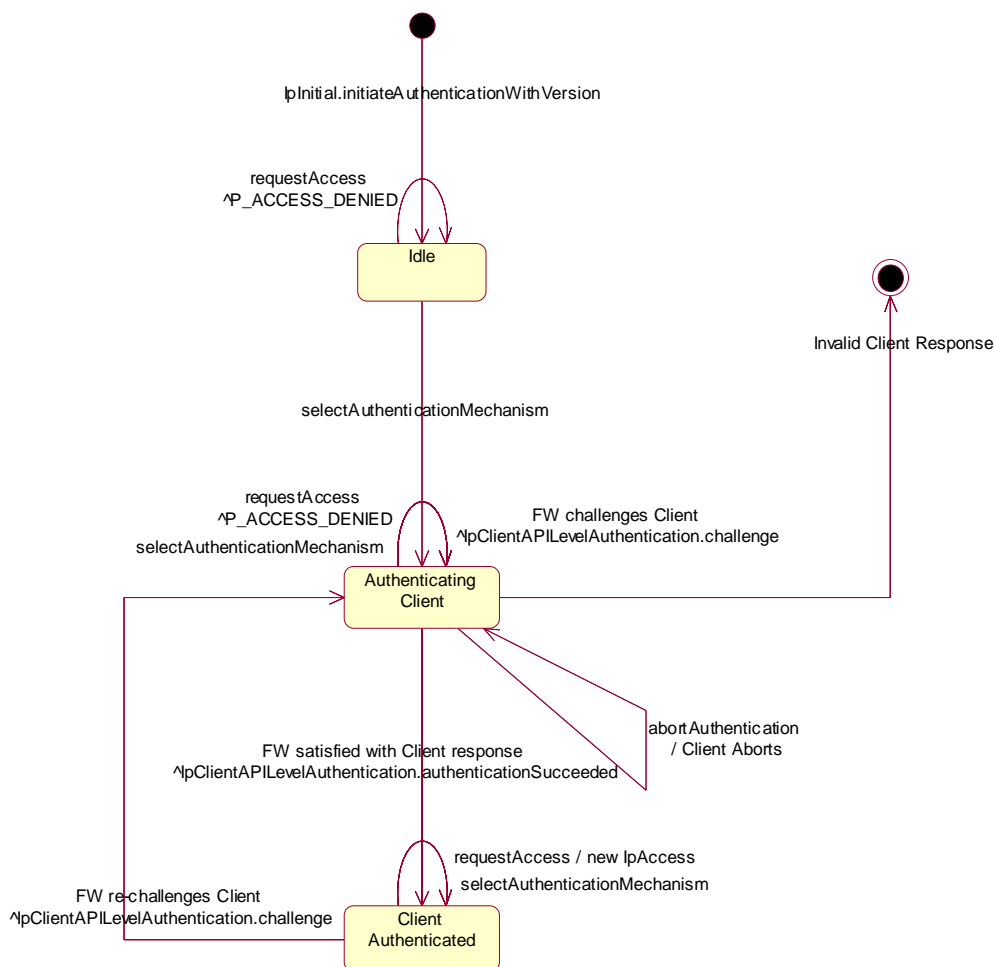 IpInitial.initiateAuthenticationWithVersion
requestAccess
^P_ACCESS_DENIED
Idle
Invalid Client Response
selectAuthenticationMechanism
requestAccess
^P_ACCESS_DENIED
selectAuthenticationMechanism
FW challenges Client
^IpClientAPILevelAuthentication.challenge
Authenticating
Client
abortAuthentication
/ Client Aborts
FW satisfied with Client response
^IpClientAPILevelAuthentication.authenticationSucceeded
requestAccess / new IpAccess
selectAuthenticationMechanism
FW re-challenges Client
^IpClientAPILevelAuthentication.challenge
Client
Authenticated